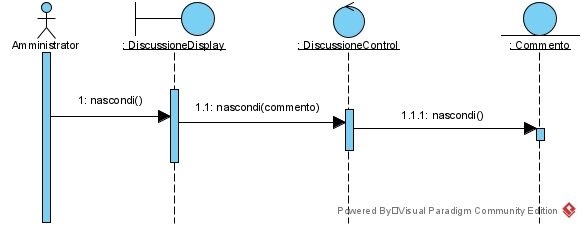 Amministrator
: DiscussioneDisplay
: DiscussioneControl
: Commento
1: nascondi()
1.1: nascondi(commento)
1.1.1: nascondi()
Powered By Visual Paradigm Community Edition